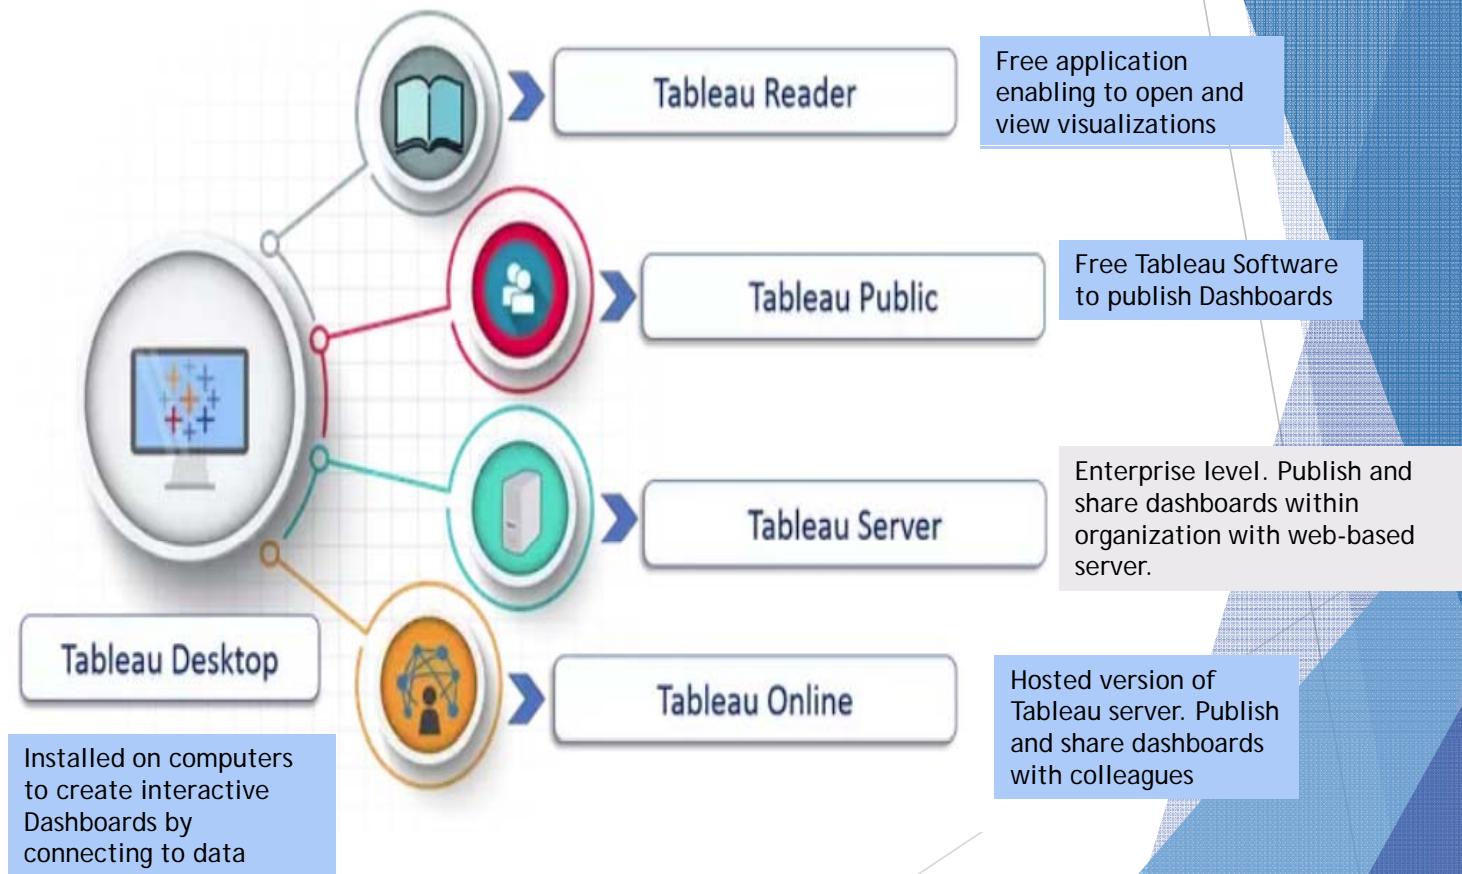 Tableau Reader
Free application
enabling to open and
view visualizations
Tableau Public
Free Tableau Software
to publish Dashboards
Tableau Server
Enterprise level. Publish and
share dashboards within
organization with web-based
server.
Tableau Desktop
Installed on computers
to create interactive
Dashboards by
connecting to data
Tableau Online
Hosted version of
Tableau server. Publish
and share dashboards
with colleagues